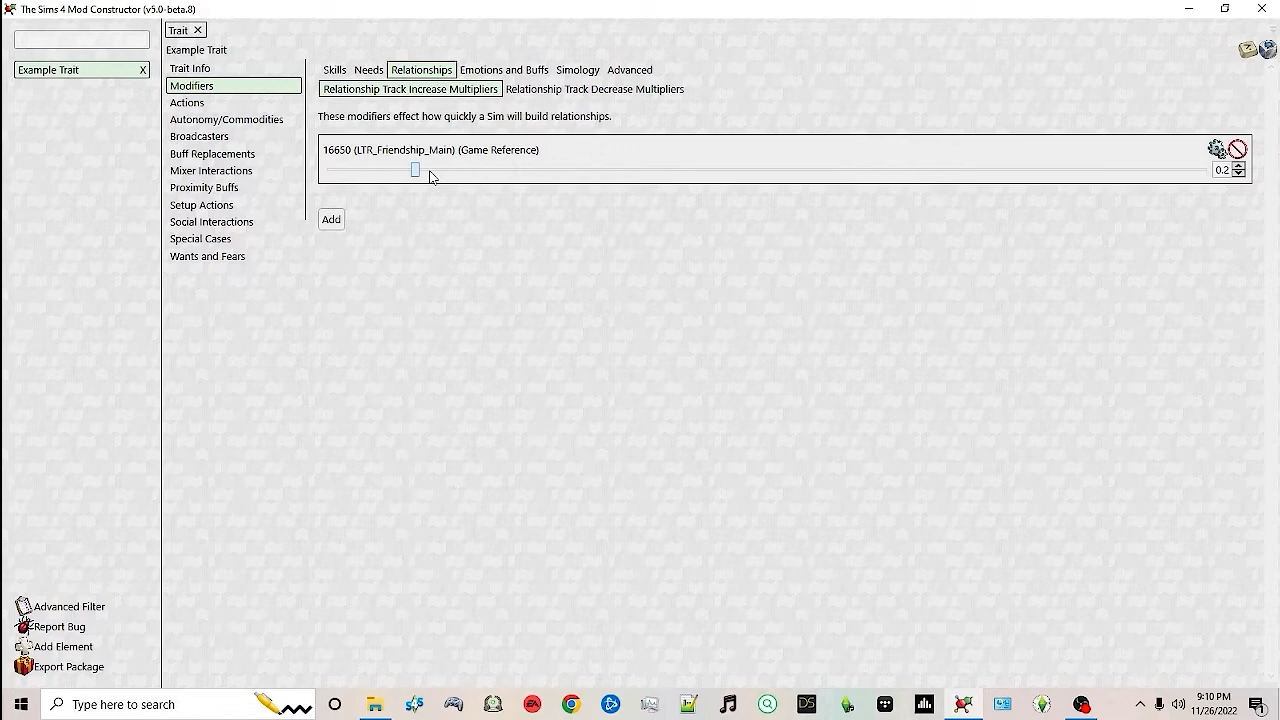 The Sims 4 Mod Constructor (v5.0-beta.8)
Trait X
Example Trait
Example Trait X
Trait Info
Modifiers
Actions
Autonomy/Commodities
Broadcasters
Buff Replacements
Mixer Interactions
Proximity Buffs
Setup Actions
Social Interactions
Special Cases
Wants and Fears
Skills Needs Relationships Emotions and Buffs Simology Advanced
Relationship Track Increase Multipliers Relationship Track Decrease Multipliers
These modifiers effect how quickly a Sim will build relationships.
16650 (LTR_Friendship_Main) (Game Reference)
0.2
Add
Advanced Filter
Report Bug
Add Element
Export Package
Type here to search
EA
DS
9:10 PM
11/26/2022